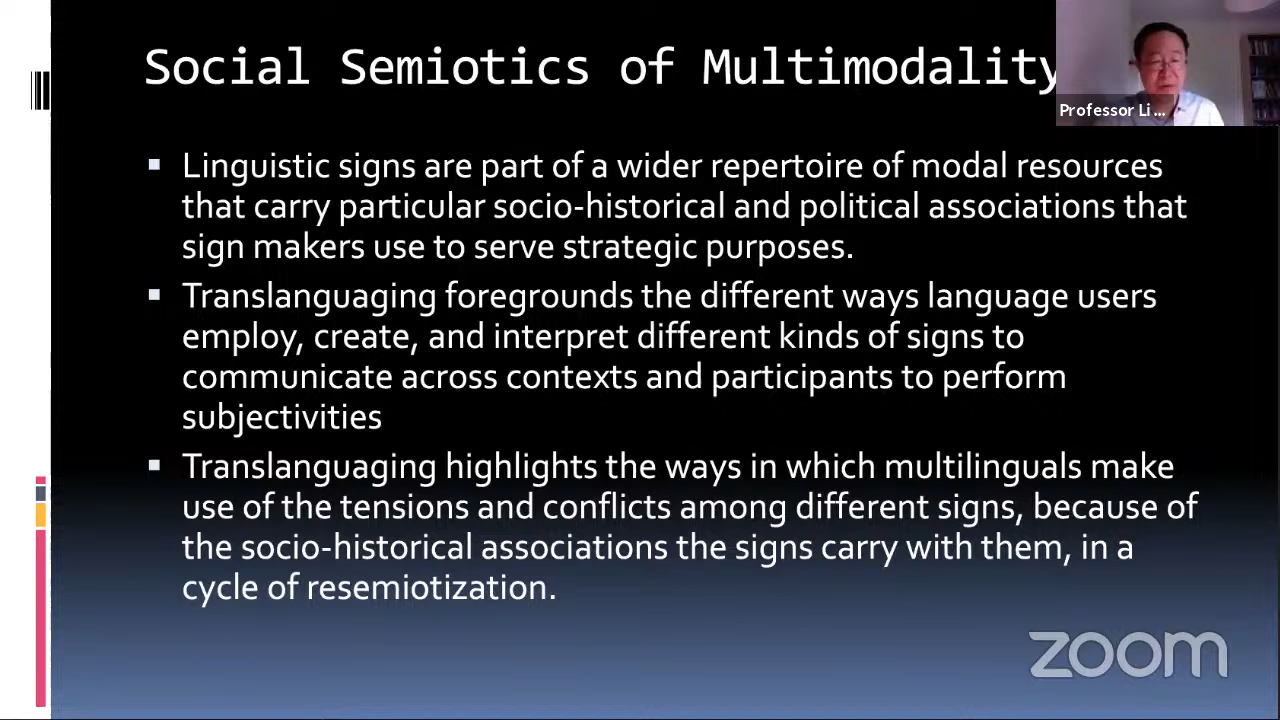 Social Semiotics of Multimodality
Professor Li ...
Linguistic signs are part of a wider repertoire of modal resources
that carry particular socio-historical and political associations that
sign makers use to serve strategic purposes.
Translanguaging foregrounds the different ways language users
employ, create, and interpret different kinds of signs to
communicate across contexts and participants to perform
subjectivities
Translanguaging highlights the ways in which multilinguals make
use of the tensions and conflicts among different signs, because of
the socio-historical associations the signs carry with them, in a
cycle of resemiotization.
zoom